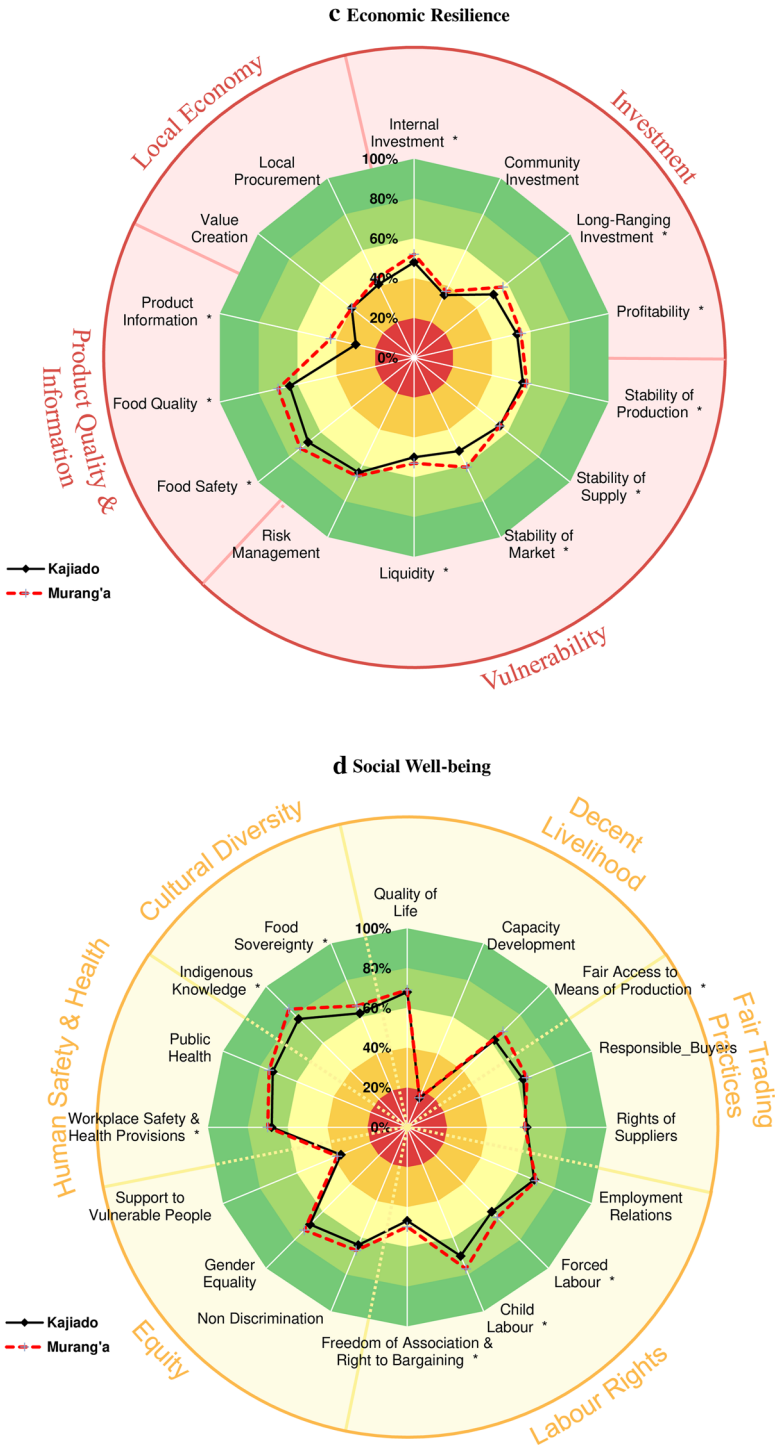 c Economic Resilience
Local Economy
Investment
Internal
Investment *
Local
Procurement
Community
Investment
Value
Creation
Long-Ranging
Investment *
Product
Information *
Profitability *
100%
80%
60%
40%
20%
0%
Product Quality &
Information
Food Quality *
Stability of
Production *
Food Safety *
Stability of
Supply *
Risk
Management
Stability of
Market *
Liquidity *
Kajiado
Murang'a
Vulnerability
d Social Well-being
Cultural Diversity
Decent
Livelihood
Quality of
Life
Food
Sovereignty *
Capacity
Development
Indigenous
Knowledge *
Fair Access to
Means of Production *
Human Safety & Health
Public
Health
Responsible_Buyers
Fair Trading
Practices
100%
80%
60%
40%
20%
0%
Workplace Safety &
Health Provisions *
Rights of
Suppliers
Support to
Vulnerable People
Employment
Relations
Gender
Equality
Forced
Labour *
Non Discrimination
Child
Labour *
Freedom of Association &
Right to Bargaining *
Kajiado
Murang'a
Equity
Labour Rights